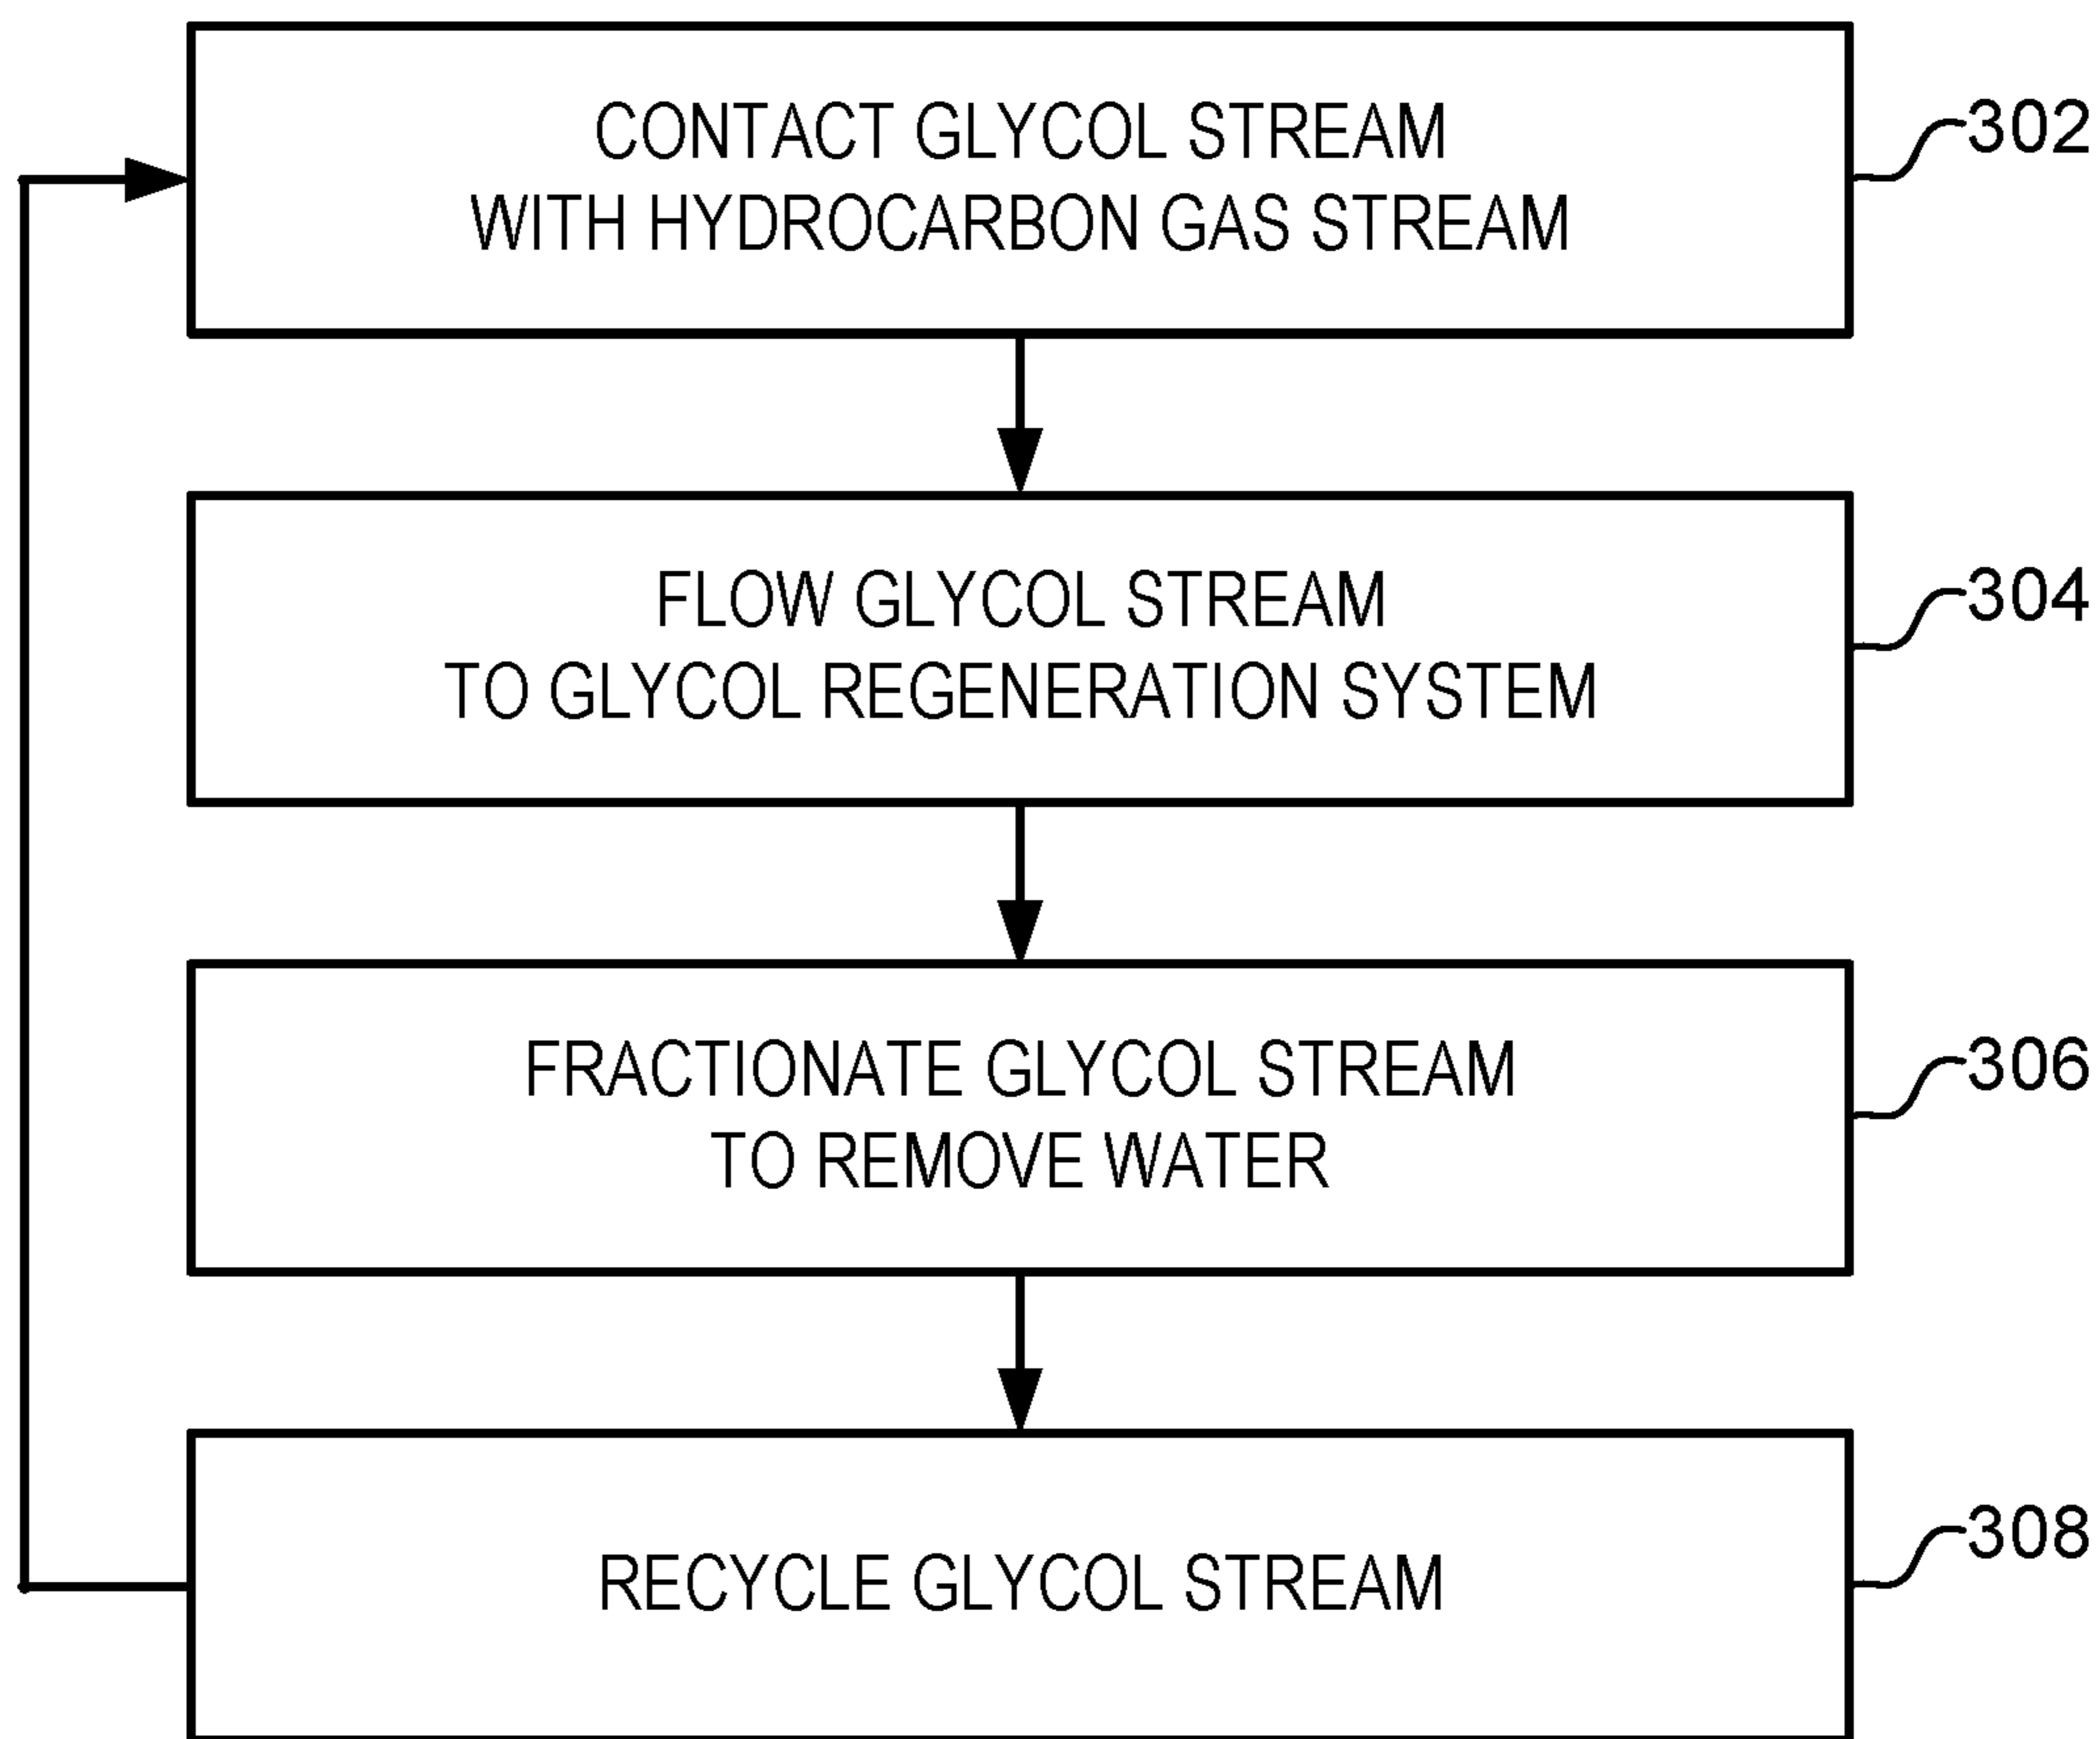 CONTACT GLYCOL STREAM
WITH HYDROCARBON GAS STREAM
302
FLOW GLYCOL STREAM
TO GLYCOL REGENERATION SYSTEM
304
FRACTIONATE GLYCOL STREAM
TO REMOVE WATER
306
RECYCLE GLYCOL STREAM
308